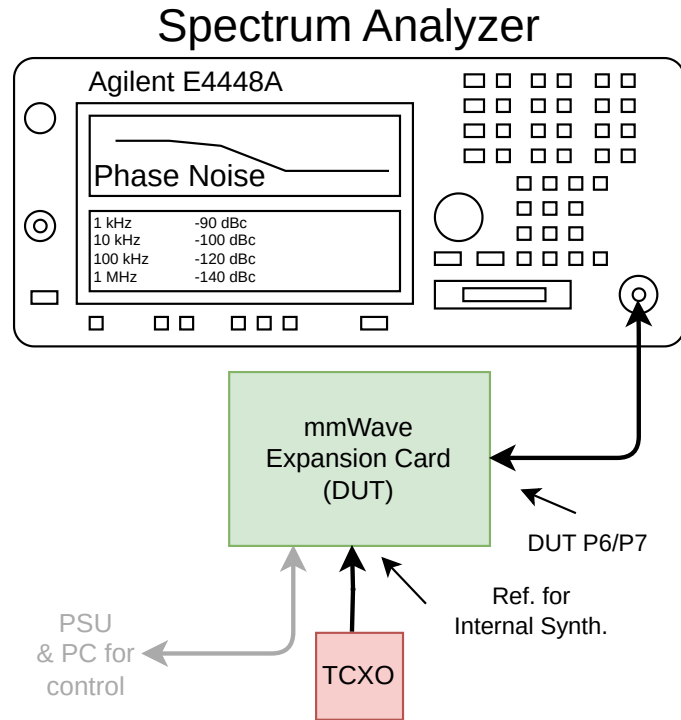 Spectrum Analyzer
Agilent E4448A
Phase Noise
1 kHz -90 dBc
10 kHz -100 dBc
100 kHz -120 dBc
1 MHz -140 dBc
mmWave
Expansion Card
(DUT)
DUT P6/P7
Ref. for
Internal Synth.
PSU
& PC for
control
TCXO